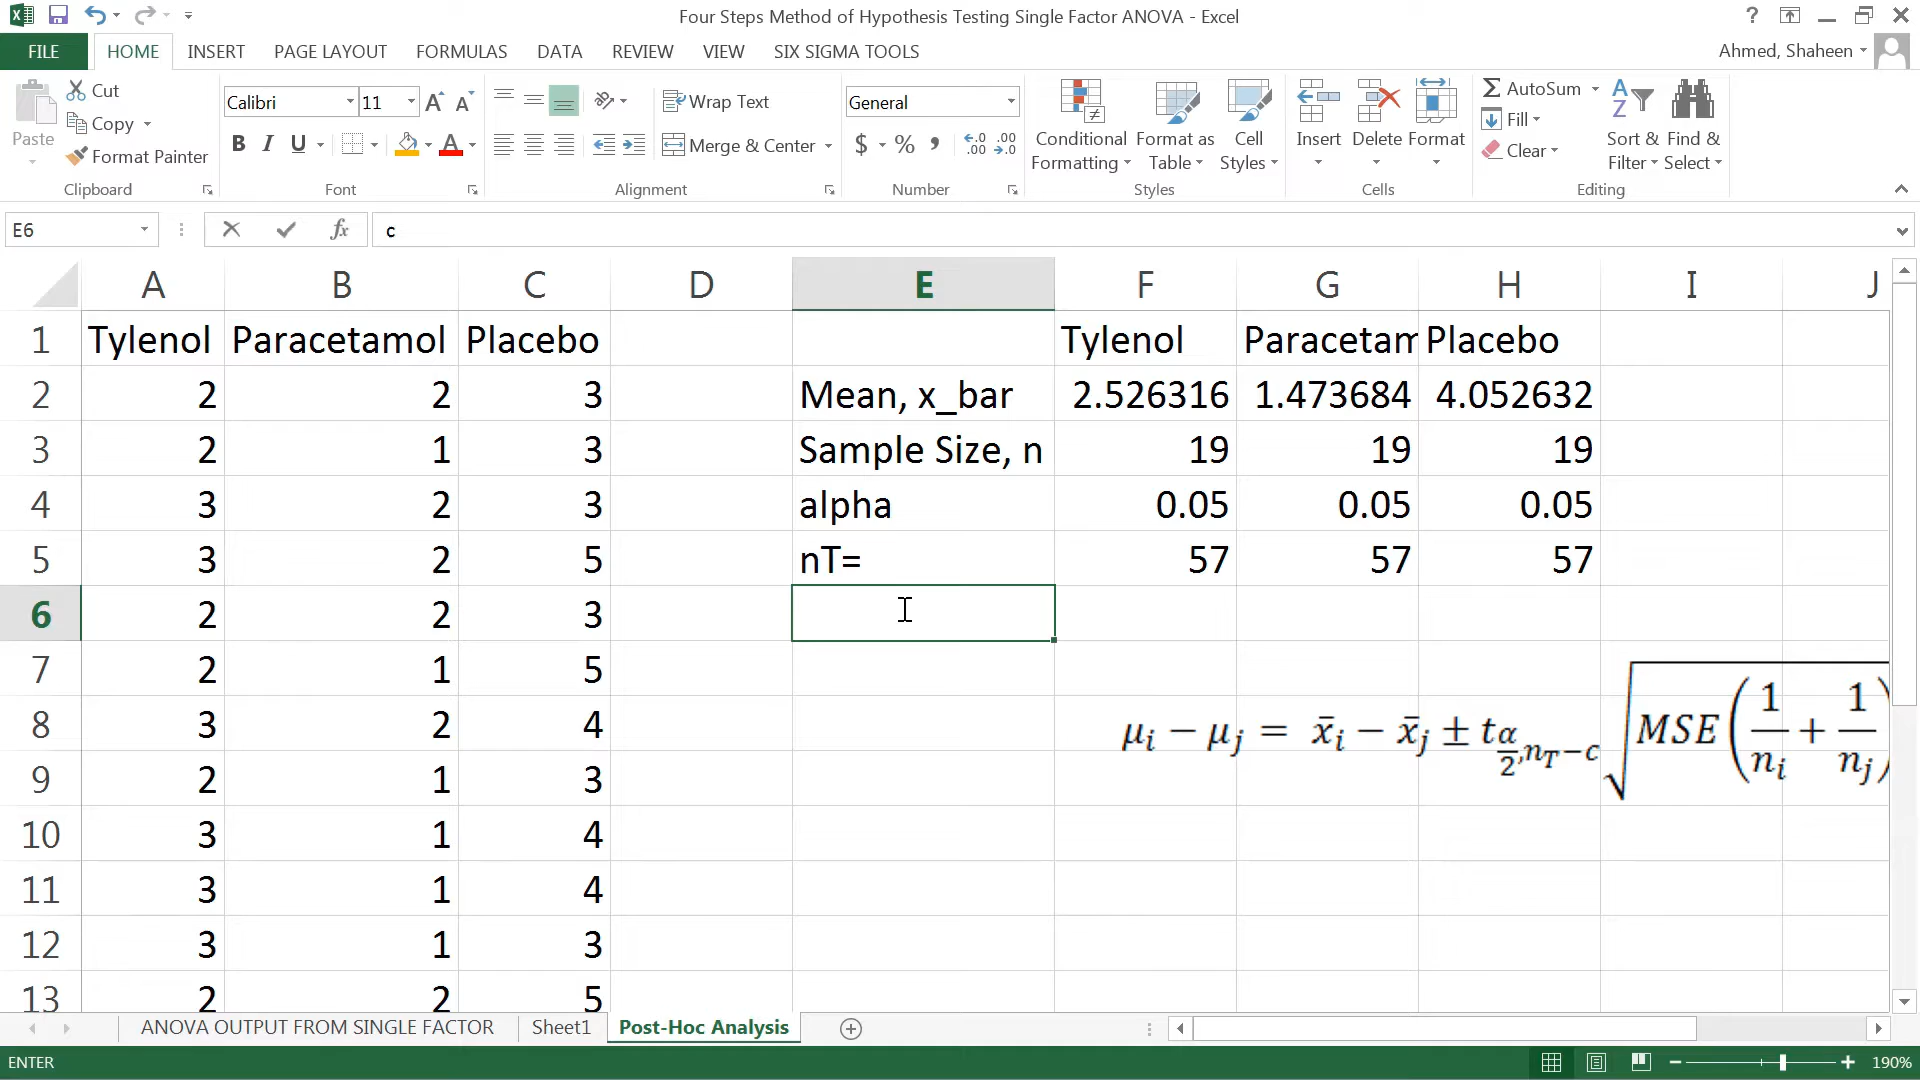 Four Steps Method of Hypothesis Testing Single Factor ANOVA - Excel
?
FILE HOME INSERT PAGE LAYOUT FORMULAS DATA REVIEW VIEW SIX SIGMA TOOLS
Ahmed, Shaheen
Paste
Cut
Copy
Format Painter
Clipboard
Calibri 11
B I U
Font
Wrap Text
Merge & Center
Alignment
General
$ % , .00
Number
Conditional Formatting
Format as Table
Cell Styles
Styles
Insert Delete Format
Cells
AutoSum
Fill
Clear
Sort & Filter
Find & Select
Editing
E6 fx c
A B C D E F G H I J
1 Tylenol Paracetamol Placebo Tylenol Paracetam Placebo
2 2 2 3 Mean, x_bar 2.526316 1.473684 4.052632
3 2 1 3 Sample Size, n 19 19 19
4 3 2 3 alpha 0.05 0.05 0.05
5 3 2 5 nT= 57 57 57
6 2 2 3
7 2 1 5
8 3 2 4
μi − μj = x̄i − x̄j ± tα/2,nT−c √MSE(1/ni + 1/nj)
9 2 1 3
10 3 1 4
11 3 1 4
12 3 1 3
13 2 2 5
ANOVA OUTPUT FROM SINGLE FACTOR Sheet1 Post-Hoc Analysis
ENTER
190%